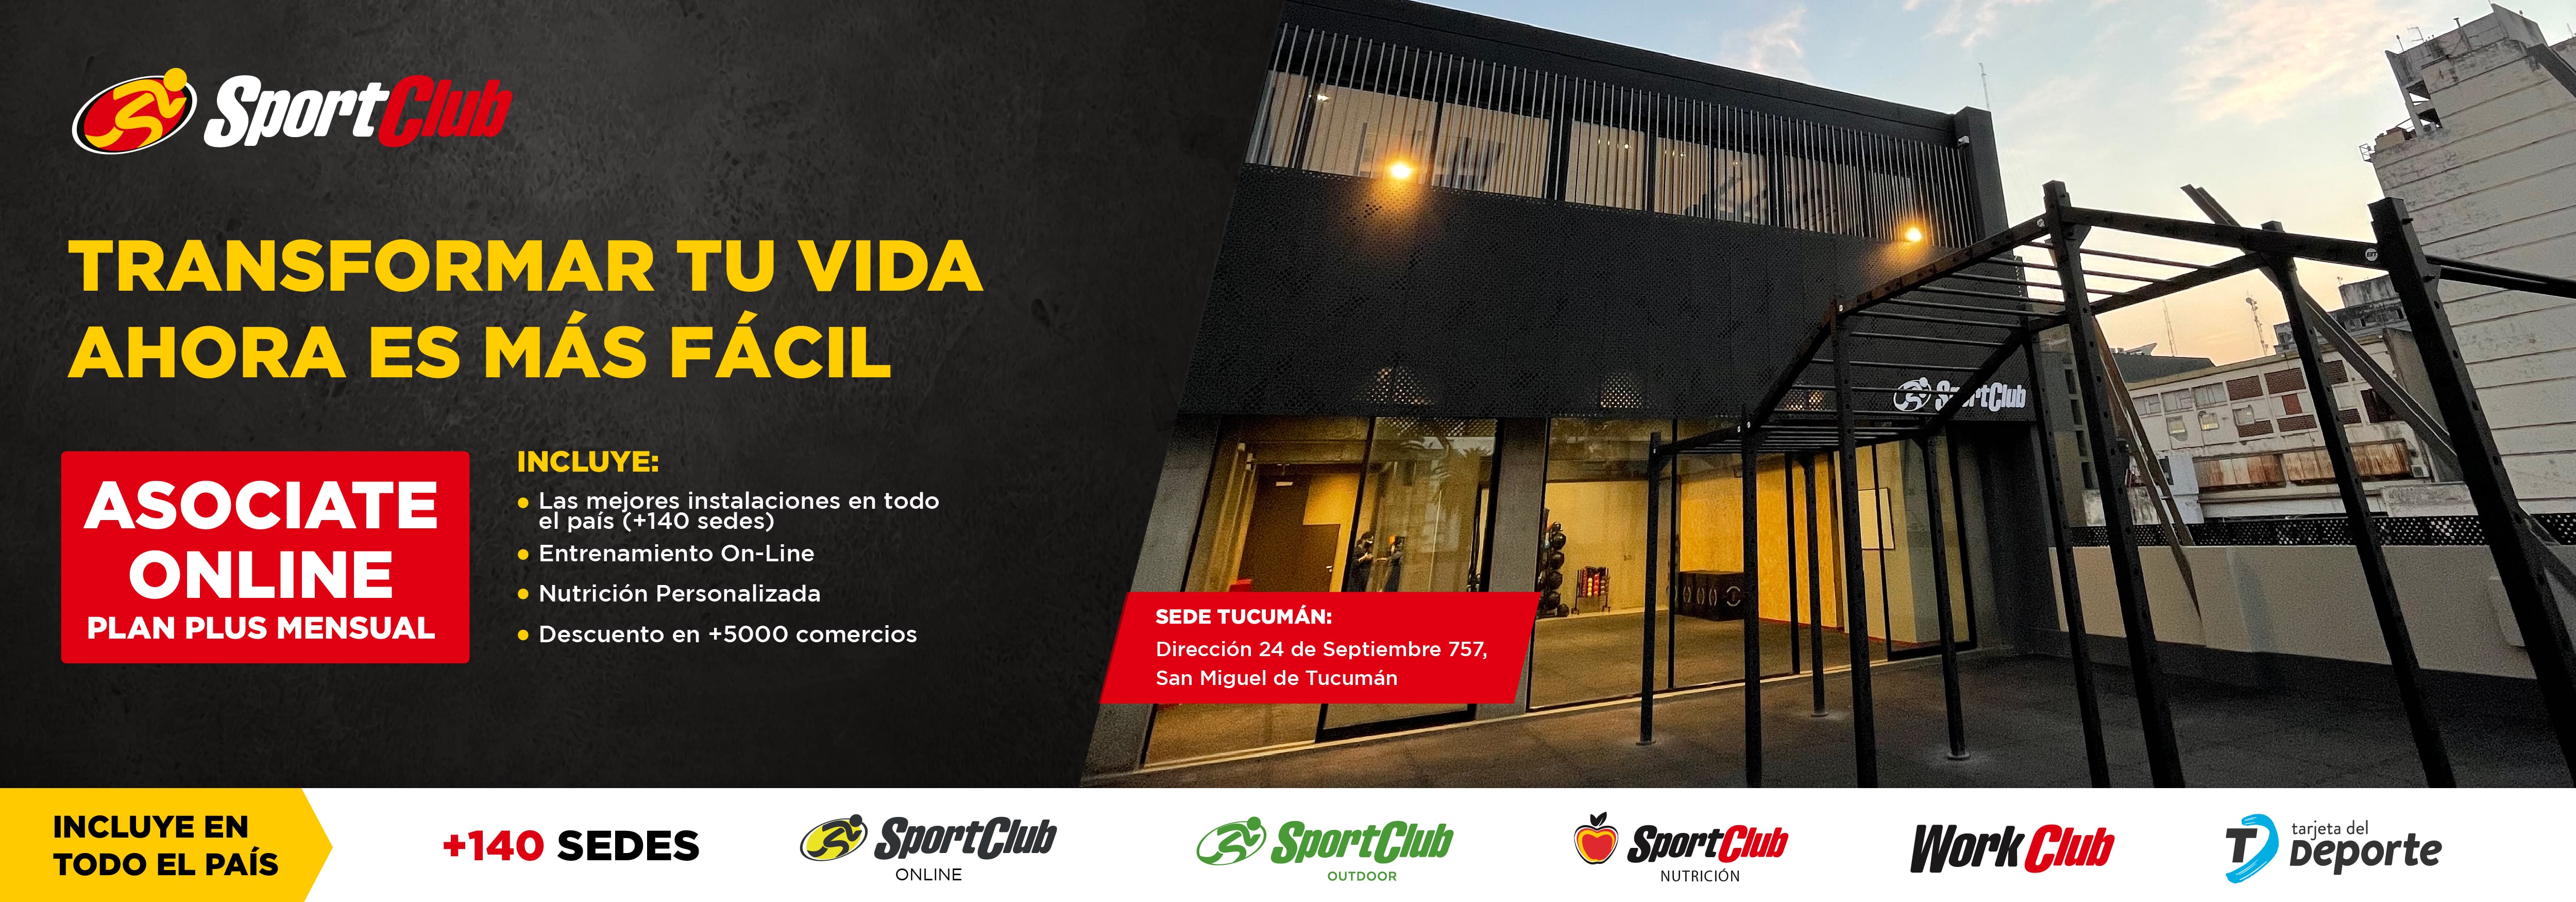 SportClub
TRANSFORMAR TU VIDA
AHORA ES MÁS FÁCIL
ASOCIATE
ONLINE
PLAN PLUS MENSUAL
INCLUYE:
• Las mejores instalaciones en todo
el país (+140 sedes)
• Entrenamiento On-Line
• Nutrición Personalizada
• Descuento en +5000 comercios
SportClub
SEDE TUCUMÁN:
Dirección 24 de Septiembre 757,
San Miguel de Tucumán
INCLUYE EN
TODO EL PAÍS
+140 SEDES
SportClub
ONLINE
SportClub
OUTDOOR
SportClub
NUTRICIÓN
WorkClub
TD
tarjeta del
Deporte